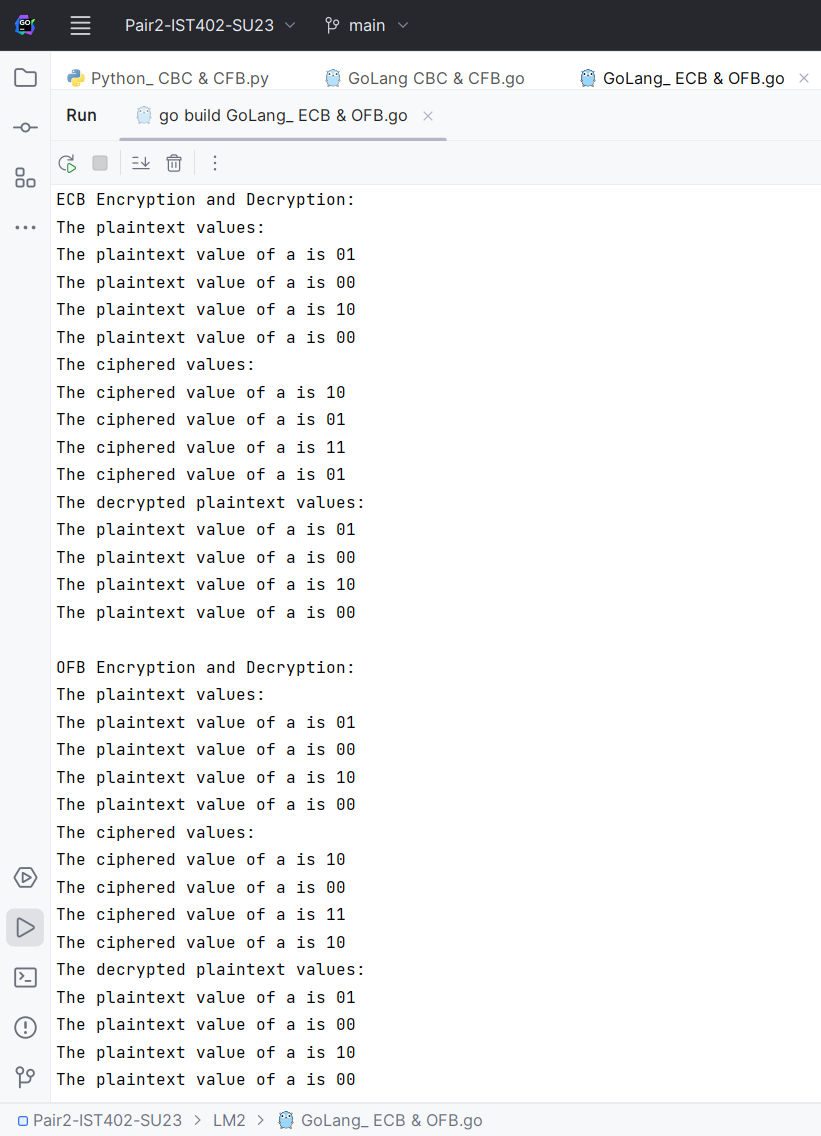 GO
Pair2-IST402-SU23 main
Python_ CBC & CFB.py GoLang CBC & CFB.go GoLang_ ECB & OFB.go
Run go build GoLang_ ECB & OFB.go
ECB Encryption and Decryption:
The plaintext values:
The plaintext value of a is 01
The plaintext value of a is 00
The plaintext value of a is 10
The plaintext value of a is 00
The ciphered values:
The ciphered value of a is 10
The ciphered value of a is 01
The ciphered value of a is 11
The ciphered value of a is 01
The decrypted plaintext values:
The plaintext value of a is 01
The plaintext value of a is 00
The plaintext value of a is 10
The plaintext value of a is 00
OFB Encryption and Decryption:
The plaintext values:
The plaintext value of a is 01
The plaintext value of a is 00
The plaintext value of a is 10
The plaintext value of a is 00
The ciphered values:
The ciphered value of a is 10
The ciphered value of a is 00
The ciphered value of a is 11
The ciphered value of a is 10
The decrypted plaintext values:
The plaintext value of a is 01
The plaintext value of a is 00
The plaintext value of a is 10
The plaintext value of a is 00
Pair2-IST402-SU23 > LM2 > GoLang_ ECB & OFB.go